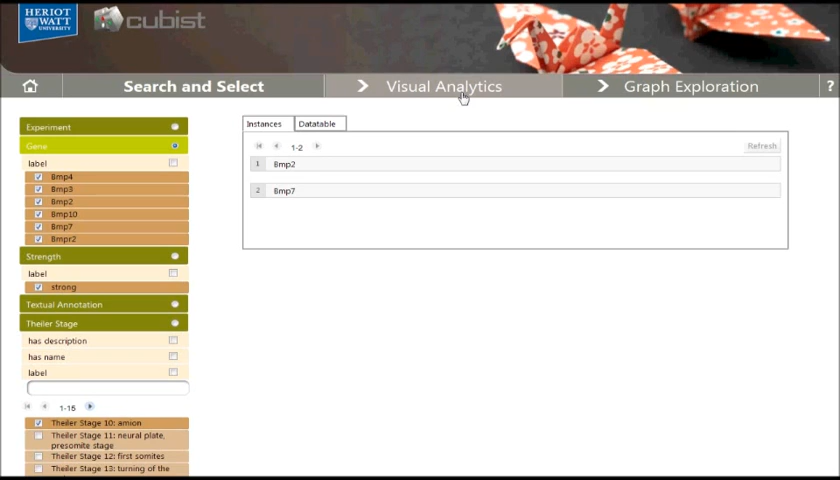 HERIOT
WATT
UNIVERSITY
cubist
Search and Select
Visual Analytics
Graph Exploration
?
Experiment
Gene
label
Bmp4
Bmp3
Bmp2
Bmp10
Bmp7
Bmpr2
Strength
label
strong
Textual Annotation
Theiler Stage
has description
has name
label
1-15
Theiler Stage 10: amion
Theiler Stage 11: neural plate,
presomite stage
Theiler Stage 12: first somites
Theiler Stage 13: turning of the
Instances
Datatable
1-2
Refresh
1 Bmp2
2 Bmp7